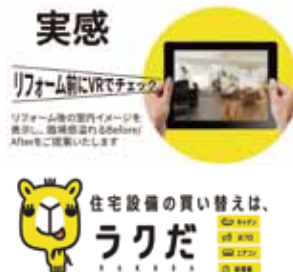 実感
リフォーム前にVRでチェック
リフォーム後の室内イメージを
表示し、臨場感溢れるBefore/
Afterをご提案いたします
住宅設備の買い替えは、
ラクだ
RAKUDA
キッチン
エアコン